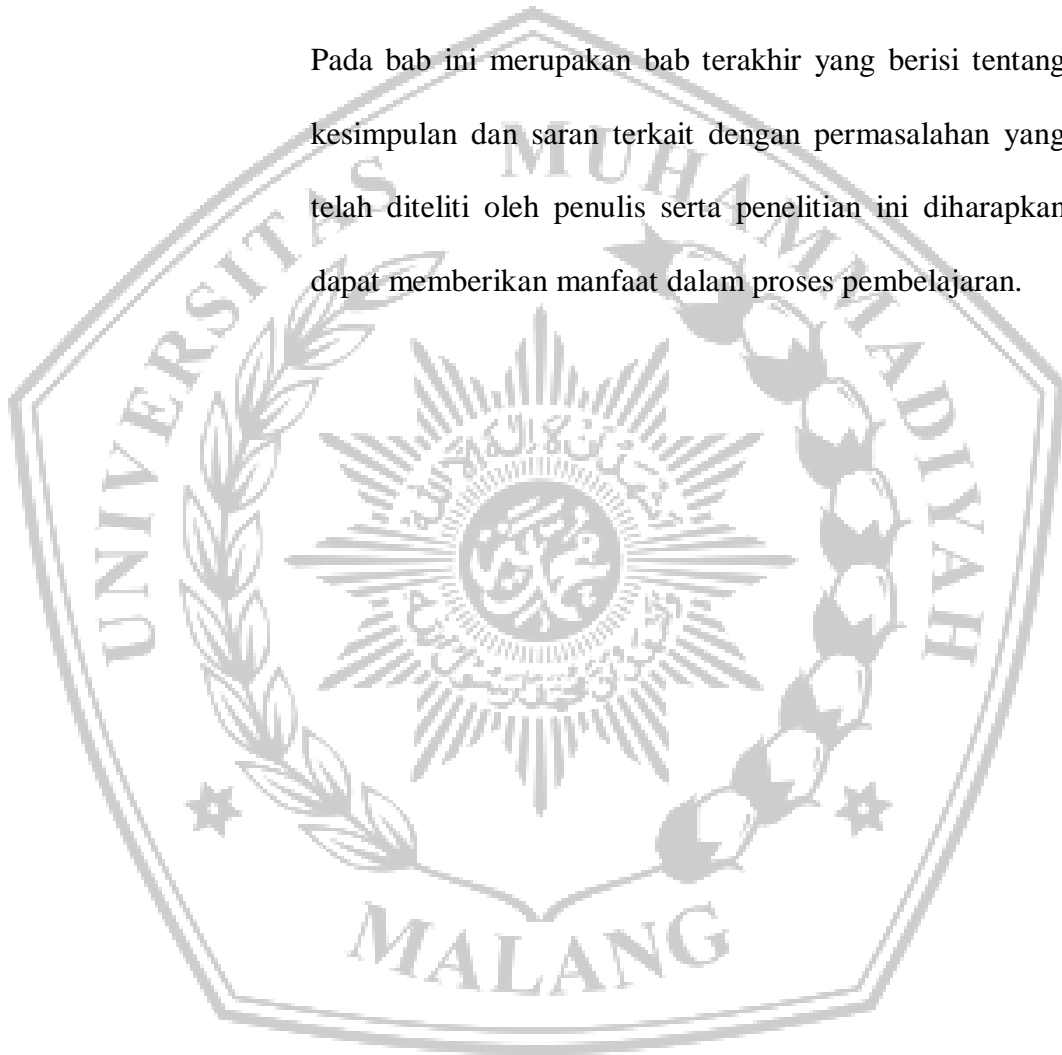 Pada bab ini merupakan bab terakhir yang berisi tentang
kesimpulan dan saran terkait dengan permasalahan yang
telah diteliti oleh penulis serta penelitian ini diharapkan
dapat memberikan manfaat dalam proses pembelajaran.
UNIVERSITAS MUHAMMADIYAH
MALANG